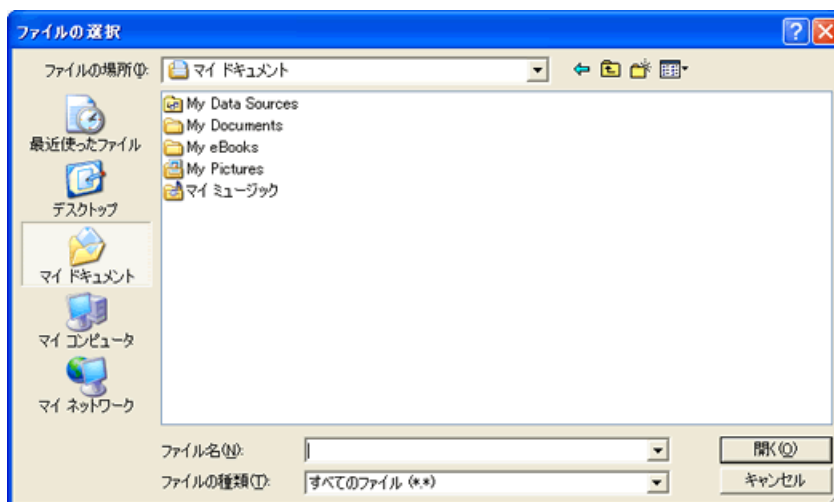 ファイルの選択
ファイルの場所(I):
マイ ドキュメント
最近使ったファイル
デスクトップ
マイ ドキュメント
マイ コンピュータ
マイ ネットワーク
My Data Sources
My Documents
My eBooks
My Pictures
マイ ミュージック
ファイル名(N):
開く(O)
ファイルの種類(T):
すべてのファイル (*.*)
キャンセル